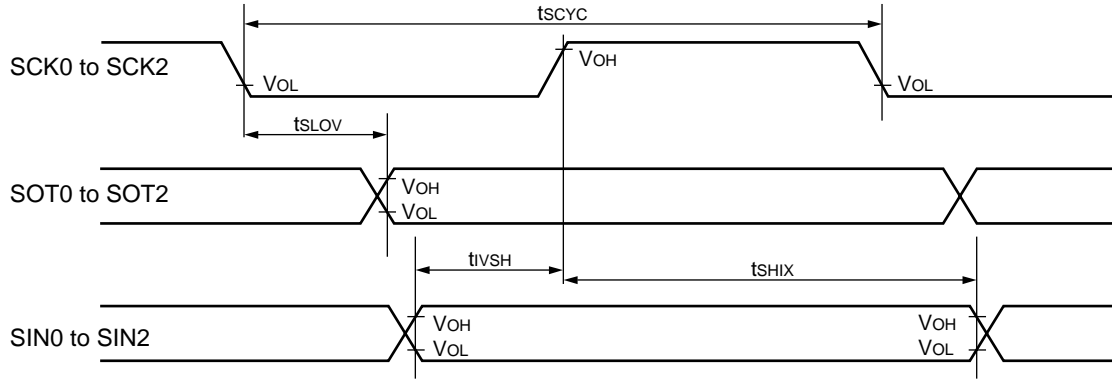 tSCYC
SCK0 to SCK2
VOH
VOL
VOL
tSLOV
SOT0 to SOT2
VOH
VOL
tIVSH
tSHIX
SIN0 to SIN2
VOH
VOH
VOL
VOL